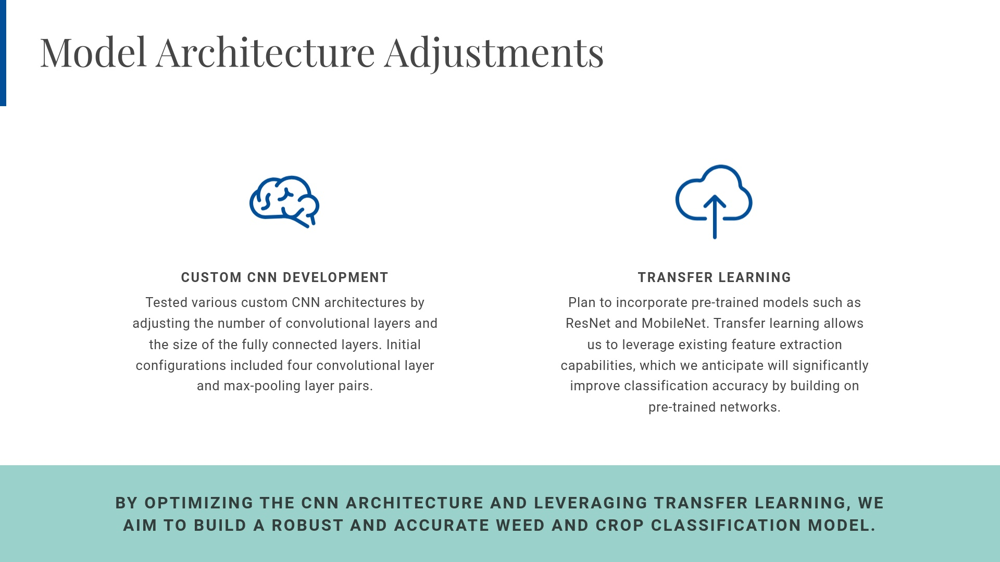 Model Architecture Adjustments
CUSTOM CNN DEVELOPMENT
Tested various custom CNN architectures by
adjusting the number of convolutional layers and
the size of the fully connected layers. Initial
configurations included four convolutional layer
and max-pooling layer pairs.
TRANSFER LEARNING
Plan to incorporate pre-trained models such as
ResNet and MobileNet. Transfer learning allows
us to leverage existing feature extraction
capabilities, which we anticipate will significantly
improve classification accuracy by building on
pre-trained networks.
BY OPTIMIZING THE CNN ARCHITECTURE AND LEVERAGING TRANSFER LEARNING, WE
AIM TO BUILD A ROBUST AND ACCURATE WEED AND CROP CLASSIFICATION MODEL.